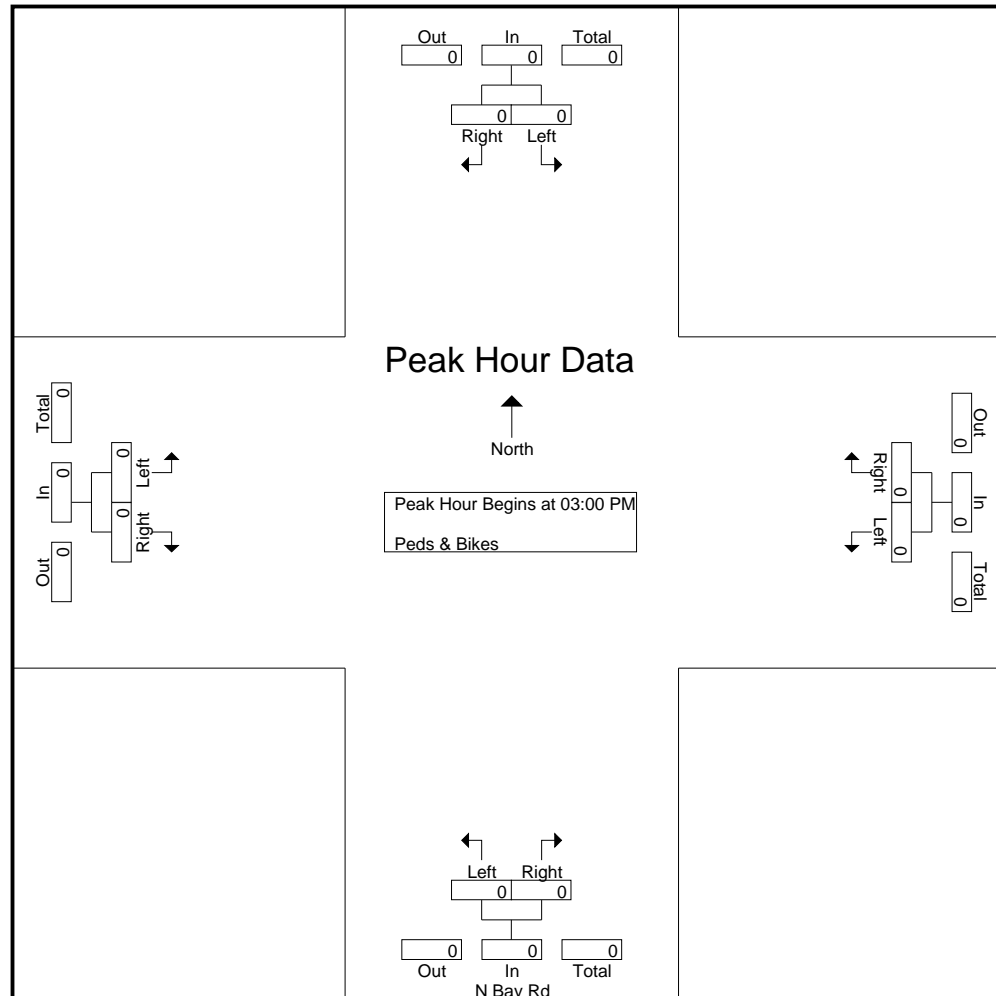 Out In Total
0 0 0
0 0
Right Left
Peak Hour Data
North
Peak Hour Begins at 03:00 PM
Peds & Bikes
Total 0
In 0
Out 0
Left 0
Right 0
Out 0
In 0
Total 0
Right 0
Left 0
Left Right
0 0
0 0 0
Out In Total
N Bay Rd